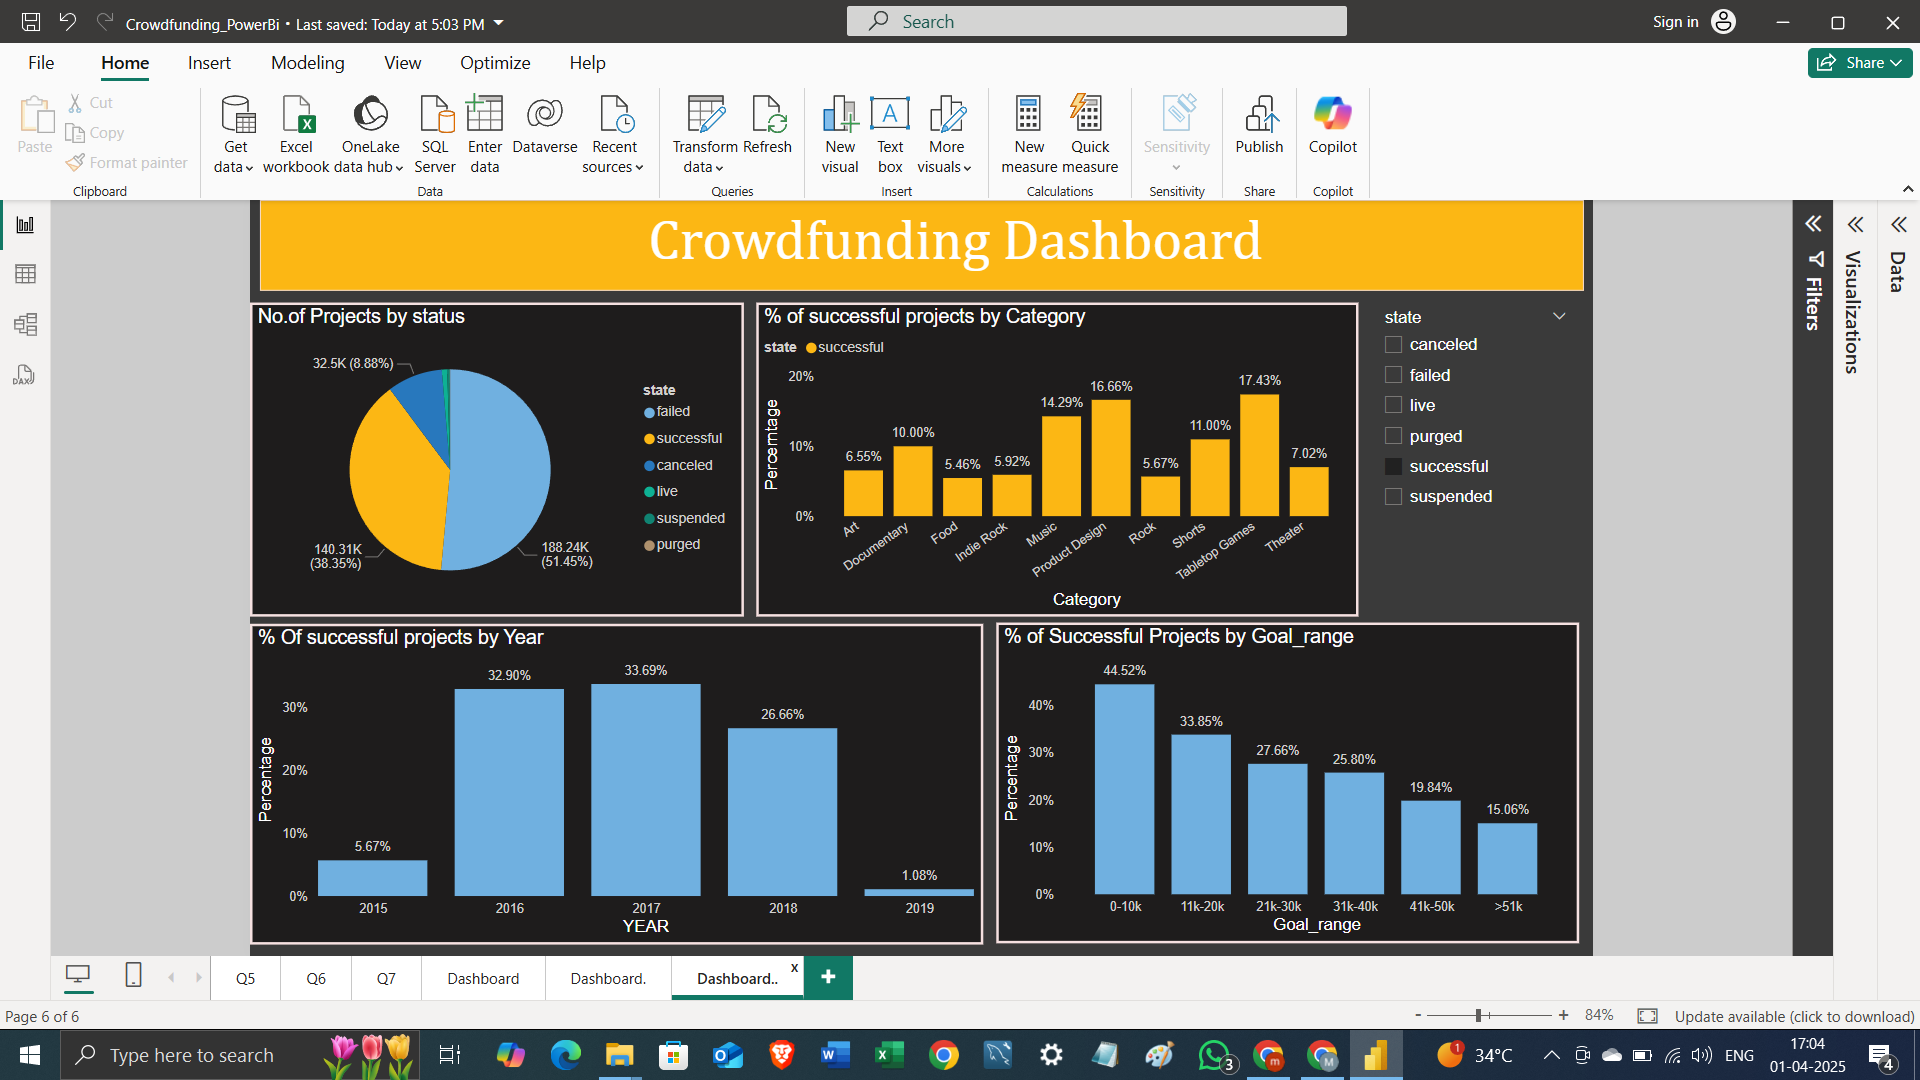 Crowdfunding_PowerBi • Last saved: Today at 5:03 PM
Search
Sign in
File
Home
Insert
Modeling
View
Optimize
Help
Share
Paste
Cut
Copy
Format painter
Clipboard
Get data
Excel workbook
OneLake data hub
SQL Server
Enter data
Dataverse
Recent sources
Data
Transform data
Refresh
Queries
New visual
Text box
More visuals
Insert
New measure
Quick measure
Calculations
Sensitivity
Sensitivity
Publish
Share
Copilot
Copilot
Crowdfunding Dashboard
No.of Projects by status
32.5K (8.88%)
140.31K
(38.35%)
188.24K
(51.45%)
state
failed
successful
canceled
live
suspended
purged
% of successful projects by Category
state successful
Percerntage
20%
10%
0%
6.55%
10.00%
5.46%
5.92%
14.29%
16.66%
5.67%
11.00%
17.43%
7.02%
Art
Documentary
Food
Indie Rock
Music
Product Design
Rock
Shorts
Tabletop Games
Theater
Category
state
canceled
failed
live
purged
successful
suspended
Filters
Visualizations
Data
% Of successful projects by Year
Percentage
30%
20%
10%
0%
5.67%
32.90%
33.69%
26.66%
1.08%
2015
2016
2017
2018
2019
YEAR
% of Successful Projects by Goal_range
Percentage
40%
30%
20%
10%
0%
44.52%
33.85%
27.66%
25.80%
19.84%
15.06%
0-10k
11k-20k
21k-30k
31k-40k
41k-50k
>51k
Goal_range
Q5
Q6
Q7
Dashboard
Dashboard.
Dashboard..
x
+
Page 6 of 6
- + 84%
Update available (click to download)
Type here to search
3
1
34°C
ENG
17:04
01-04-2025
4